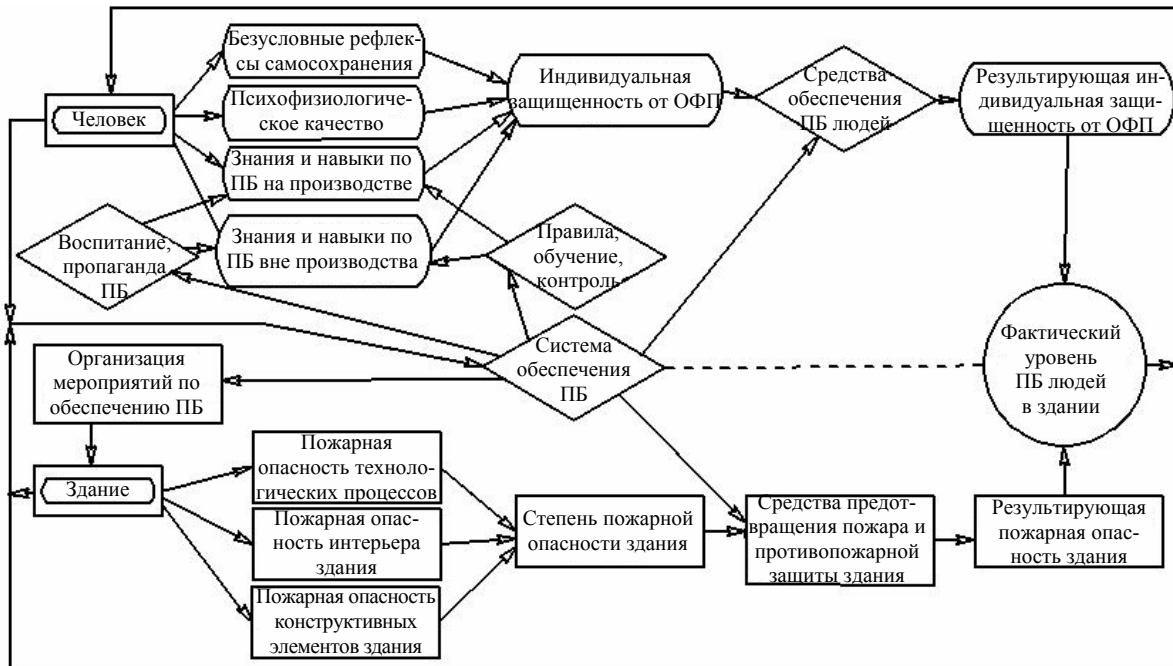 Безусловные рефлек-
сы самосохранения
Человек
Психофизиологиче-
ское качество
Индивидуальная
защищенность от ОФП
Средства
обеспечения
ПБ людей
Результирующая ин-
дивидуальная защи-
щенность от ОФП
Знания и навыки по
ПБ на производстве
Воспитание,
пропаганда
ПБ
Знания и навыки по
ПБ вне производства
Правила,
обучение,
контроль
Организация
мероприятий по
обеспечению ПБ
Система
обеспечения
ПБ
Фактический
уровень
ПБ людей
в здании
Здание
Пожарная
опасность техноло-
гических процессов
Пожарная опас-
ность интерьера
здания
Пожарная опасность
конструктивных
элементов здания
Степень пожарной
опасности здания
Средства предот-
вращения пожара и
противопожарной
защиты здания
Результирующая
пожарная опас-
ность здания